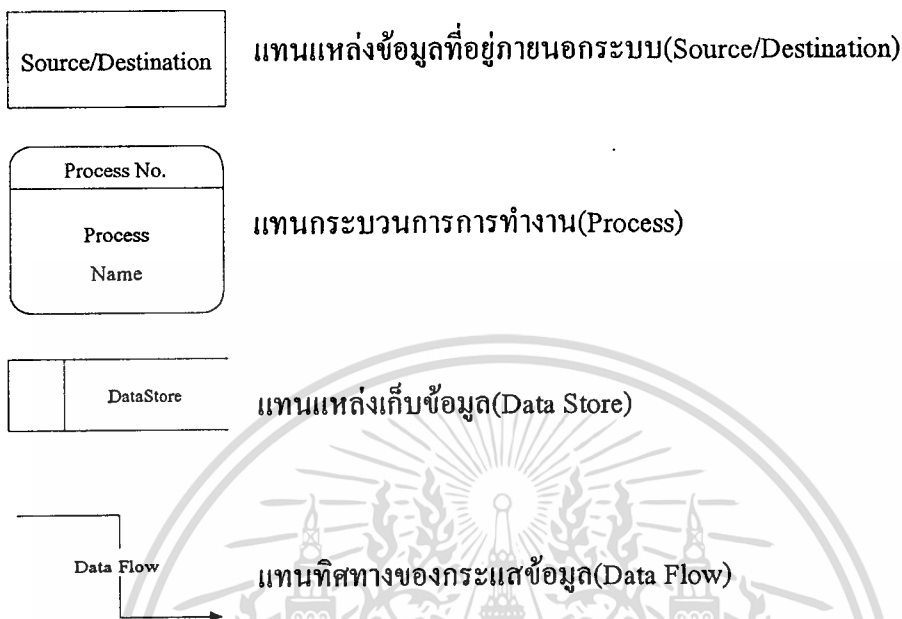 Source/Destination แทนแหล่งข้อมูลที่อยู่ภายนอกระบบ(Source/Destination)
Process No.
Process
Name
แทนกระบวนการการทำงาน(Process)
DataStore
แทนแหล่งเก็บข้อมูล(Data Store)
Data Flow
แทนทิศทางของกระแสข้อมูล(Data Flow)